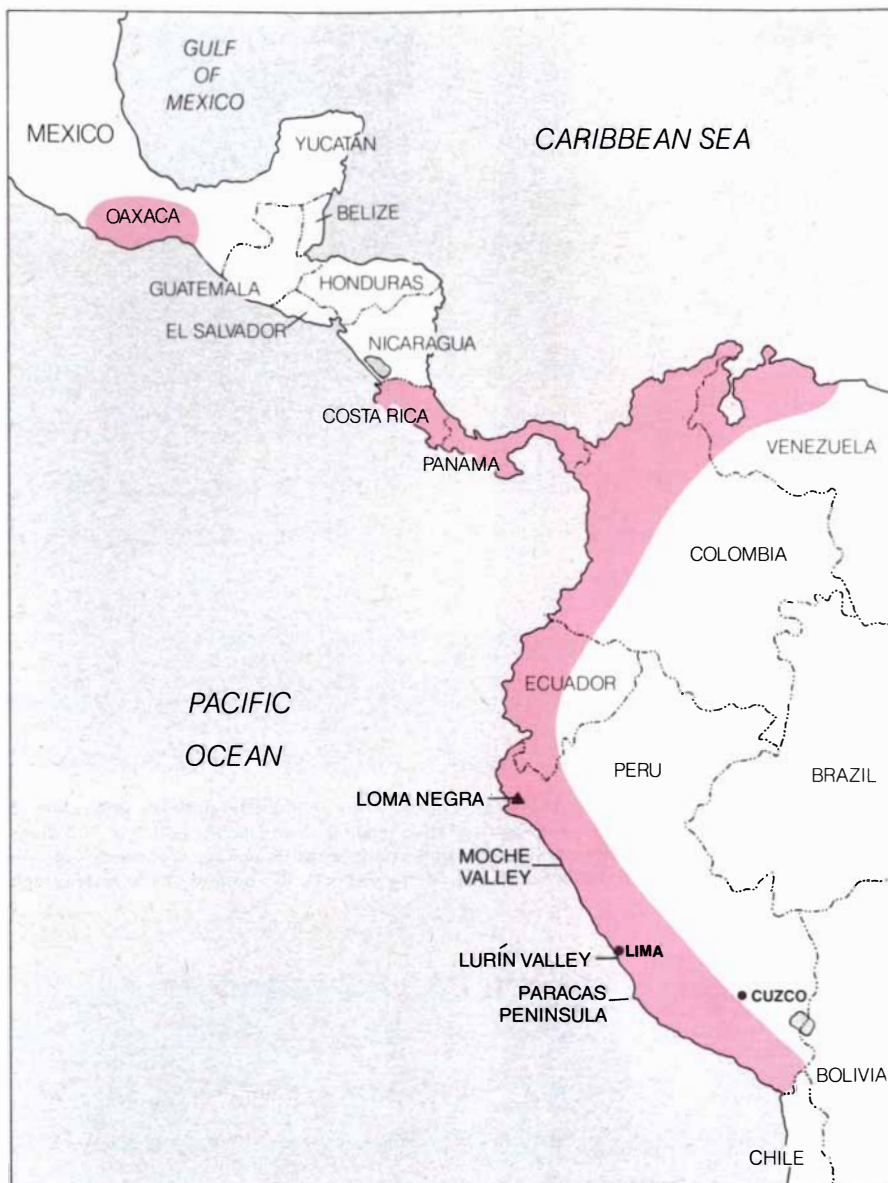 GULF
OF
MEXICO
MEXICO
YUCATÁN
CARIBBEAN SEA
OAXACA
BELIZE
GUATEMALA
HONDURAS
EL SALVADOR
NICARAGUA
COSTA RICA
PANAMA
VENEZUELA
COLOMBIA
ECUADOR
PACIFIC
OCEAN
PERU
BRAZIL
LOMA NEGRA
MOCHE
VALLEY
LIMA
LURÍN VALLEY
PARACAS
PENINSULA
CUZCO
BOLIVIA
CHILE